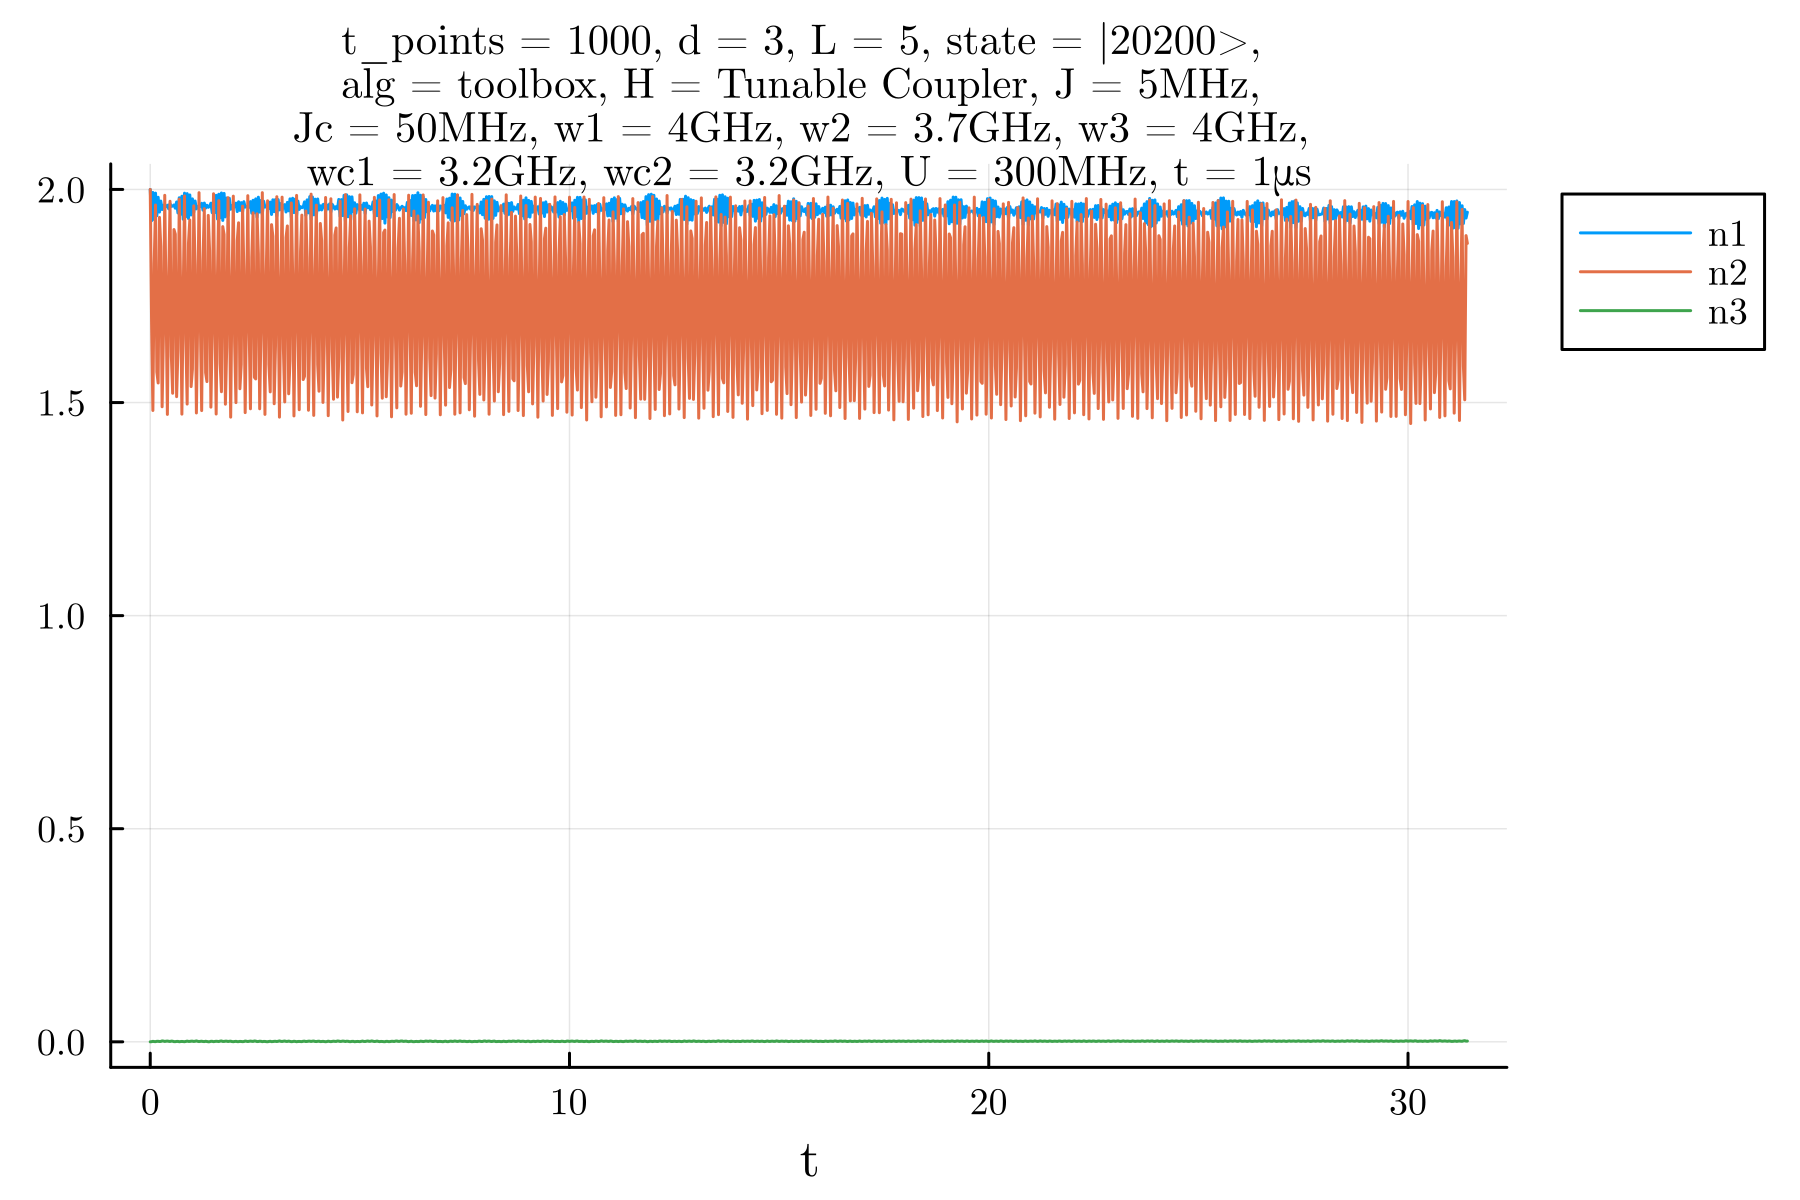 t_points = 1000, d = 3, L = 5, state = |20200>,
alg = toolbox, H = Tunable Coupler, J = 5MHz,
Jc = 50MHz, w1 = 4GHz, w2 = 3.7GHz, w3 = 4GHz,
wc1 = 3.2GHz, wc2 = 3.2GHz, U = 300MHz, t = 1μs
2.0
1.5
1.0
0.5
0.0
0 10 20 30
t
n1
n2
n3